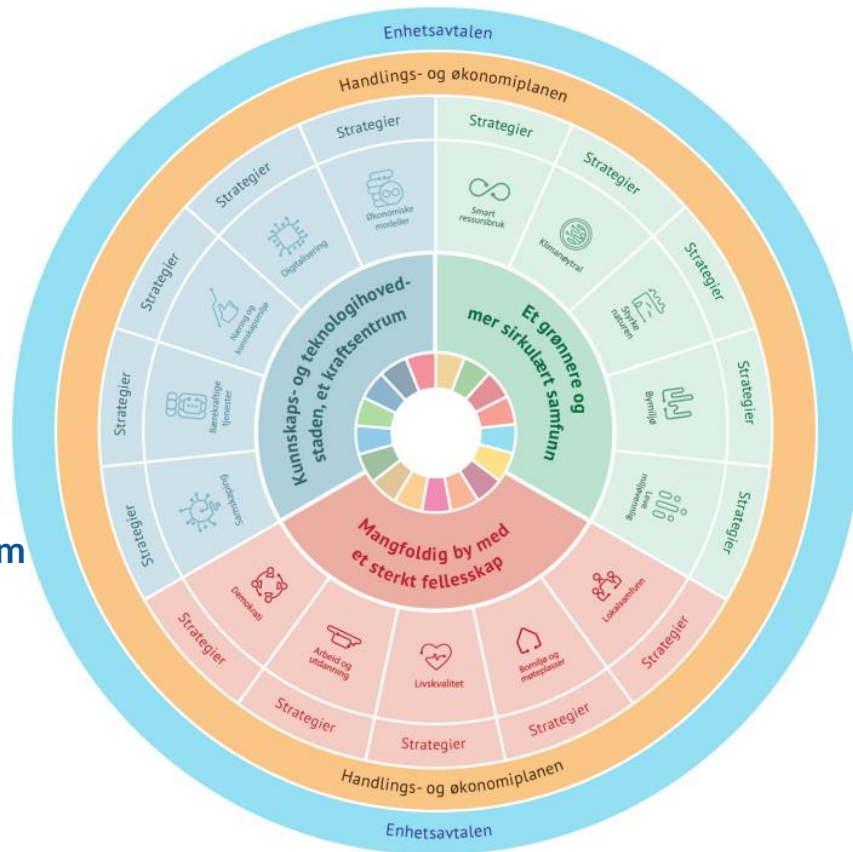 Enhetsavtalen
Handlings- og økonomiplanen
Strategier
Strategier
Strategier
Strategier
Strategier
Strategier
Strategier
Strategier
Strategier
Strategier
Økonomiske
modeller
Digitalisering
Næring og
kunnskapsmiljø
Bærekraftige
tjenester
Samskaping
Smart
ressursbruk
Klimanøytral
Styrke
naturen
Bymiljø
Leve
miljøvennlig
Kunnskaps- og teknologihoved-
staden, et kraftsentrum
Et grønnere og
mer sirkulært samfunn
Mangfoldig by med
et sterkt fellesskap
m
Demokrati
Arbeid og
utdanning
Livskvalitet
Bomiljø og
møteplasser
Lokalsamfunn
Strategier
Strategier
Strategier
Strategier
Strategier
Handlings- og økonomiplanen
Enhetsavtalen